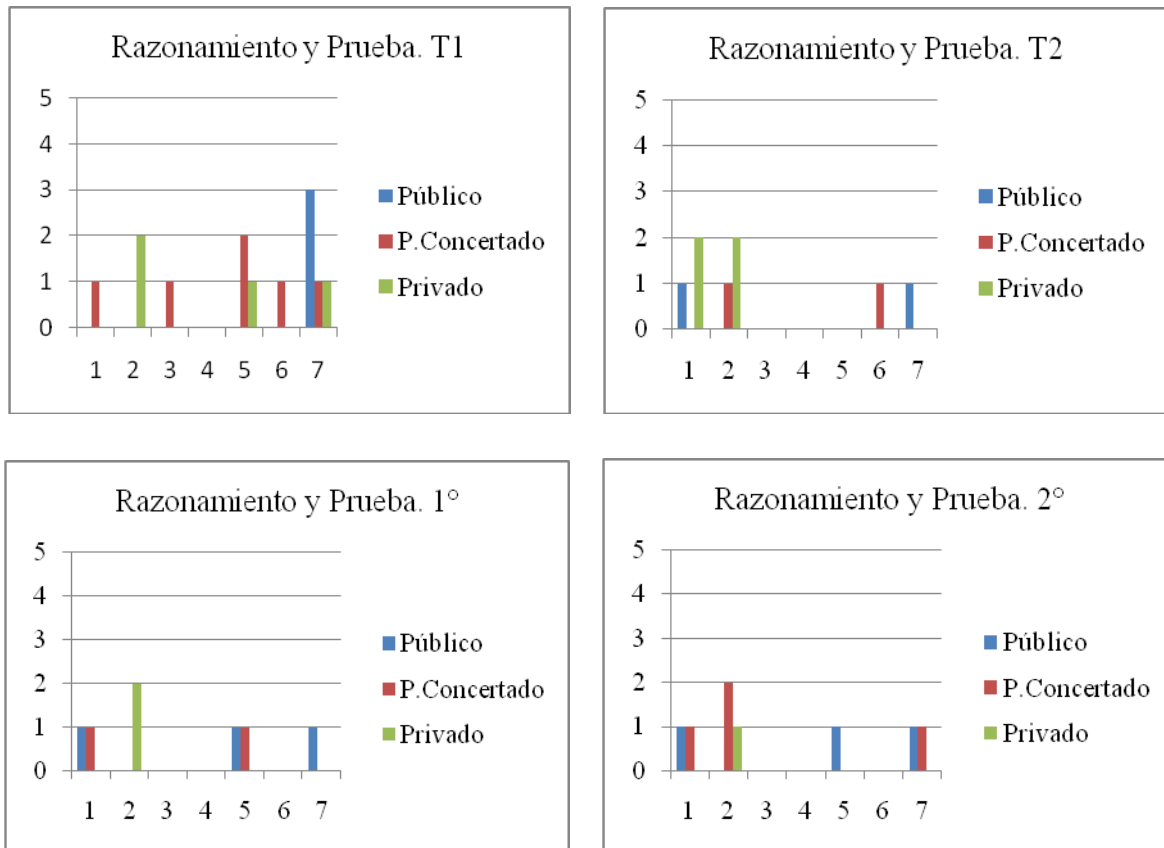 Razonamiento y Prueba. T1
5
4
3
2
1
0
1 2 3 4 5 6 7
Público
P.Concertado
Privado
Razonamiento y Prueba. T2
5
4
3
2
1
0
1 2 3 4 5 6 7
Público
P.Concertado
Privado
Razonamiento y Prueba. 1°
5
4
3
2
1
0
1 2 3 4 5 6 7
Público
P.Concertado
Privado
Razonamiento y Prueba. 2°
5
4
3
2
1
0
1 2 3 4 5 6 7
Público
P.Concertado
Privado